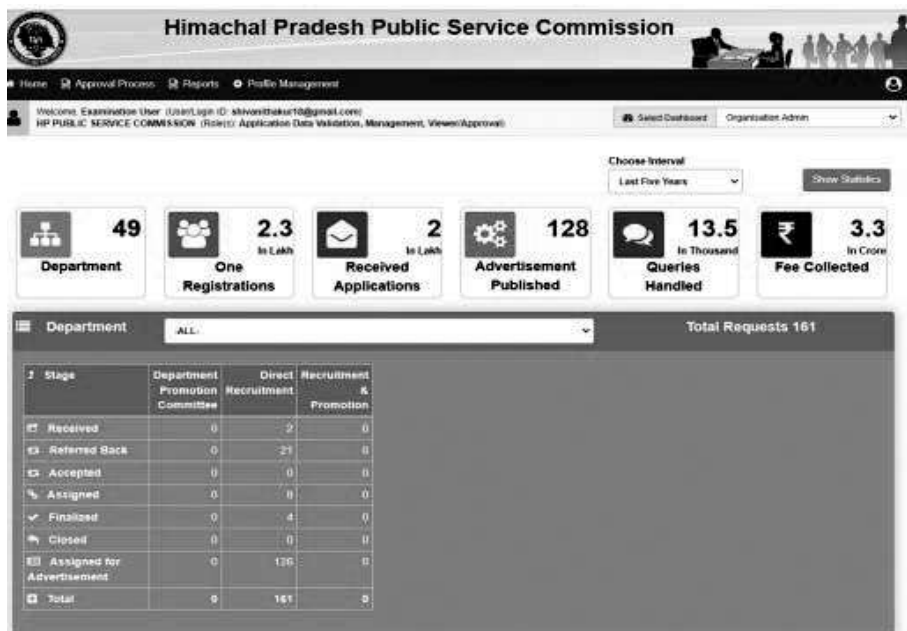 Himachal Pradesh Public Service Commission
Home Approval Process Reports Profile Management
Welcome, Examination User (User/Login ID:
HP PUBLIC SERVICE COMMISSION (Role(s): Application Data Validation, Management, Viewer/Approval)
Select Dashboard Organisation Admin
Choose Interval
Last Five Years Show Statistics
49
Department
2.3
In Lakh
One
Registrations
2
In Lakh
Received
Applications
128
Advertisement
Published
13.5
In Thousand
Queries
Handled
3.3
In Crore
Fee Collected
Department ALL- Total Requests 161
Stage Department Promotion Committee Direct Recruitment Recruitment & Promotion
Received 0 2 0
Referred Back 0 21 0
Accepted 0 0 0
Assigned 0 8 0
Finalized 0 4 0
Closed 0 0 0
Assigned for Advertisement 0 126 0
Total 0 161 0